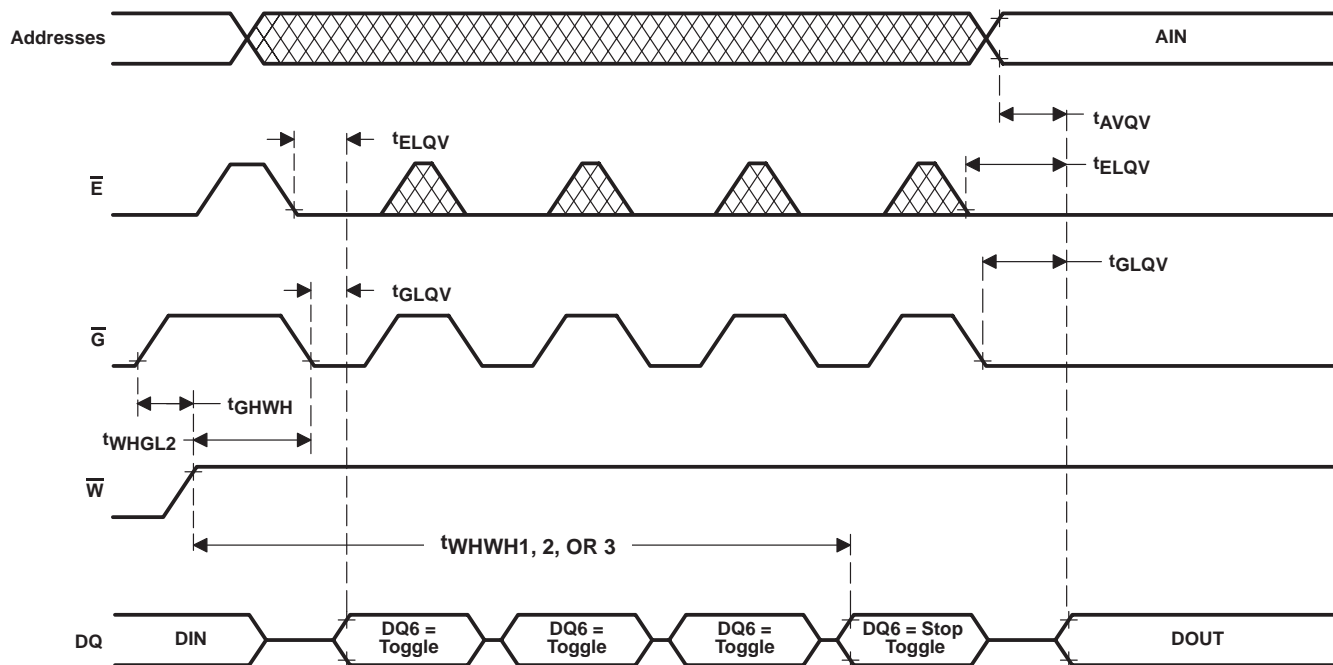 Addresses
AIN
tAVQV
tELQV
tELQV
E
tGLQV
tGLQV
G
tGHWH
tWHGL2
W
tWHWH1, 2, OR 3
DQ
DIN
DQ6 =
Toggle
DQ6 =
Toggle
DQ6 =
Toggle
DQ6 = Stop
Toggle
DOUT